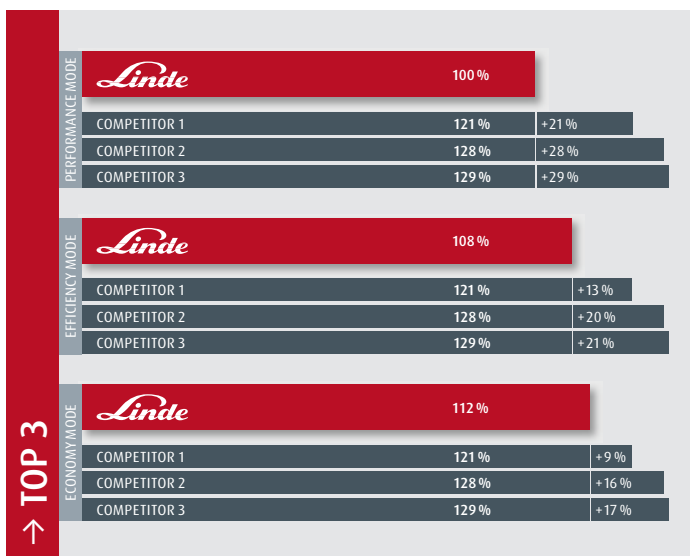 → TOP 3
PERFORMANCE MODE
Linde 100 %
COMPETITOR 1 121 % +21 %
COMPETITOR 2 128 % +28 %
COMPETITOR 3 129 % +29 %
EFFICIENCY MODE
Linde 108 %
COMPETITOR 1 121 % +13 %
COMPETITOR 2 128 % +20 %
COMPETITOR 3 129 % +21 %
ECONOMY MODE
Linde 112 %
COMPETITOR 1 121 % +9 %
COMPETITOR 2 128 % +16 %
COMPETITOR 3 129 % +17 %